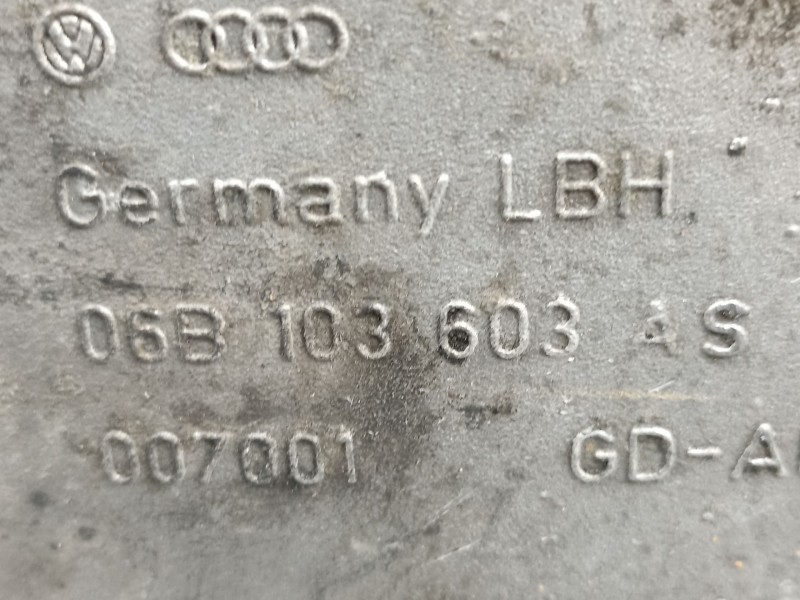 Germany LBH
06B 103 603 AS
007001 GD-A